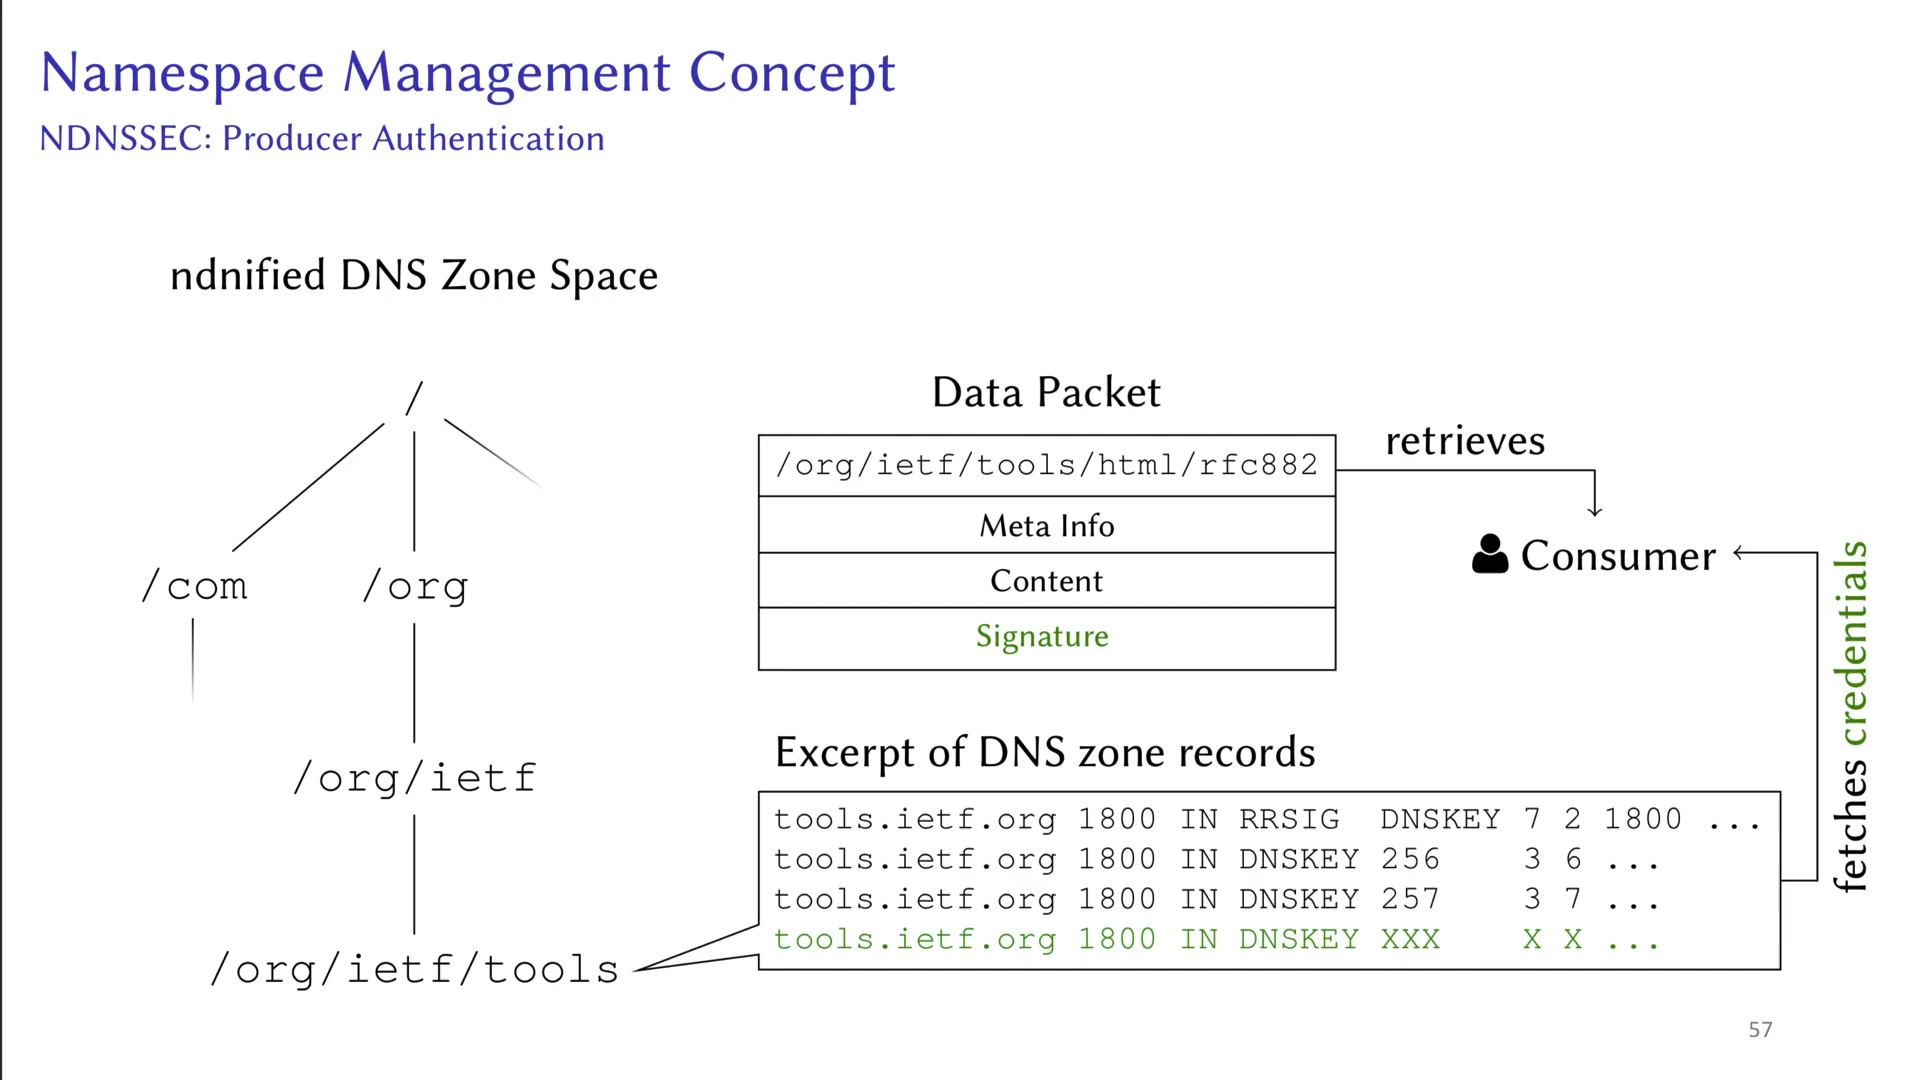 Namespace Management Concept
NDNSSEC: Producer Authentication
ndnified DNS Zone Space
/
/com
/org
/org/ietf
/org/ietf/tools
Data Packet
/org/ietf/tools/html/rfc882
Meta Info
Content
Signature
retrieves
Consumer
fetches credentials
Excerpt of DNS zone records
tools.ietf.org 1800 IN RRSIG DNSKEY 7 2 1800 ...
tools.ietf.org 1800 IN DNSKEY 256 3 6 ...
tools.ietf.org 1800 IN DNSKEY 257 3 7 ...
tools.ietf.org 1800 IN DNSKEY XXX X X ...
57